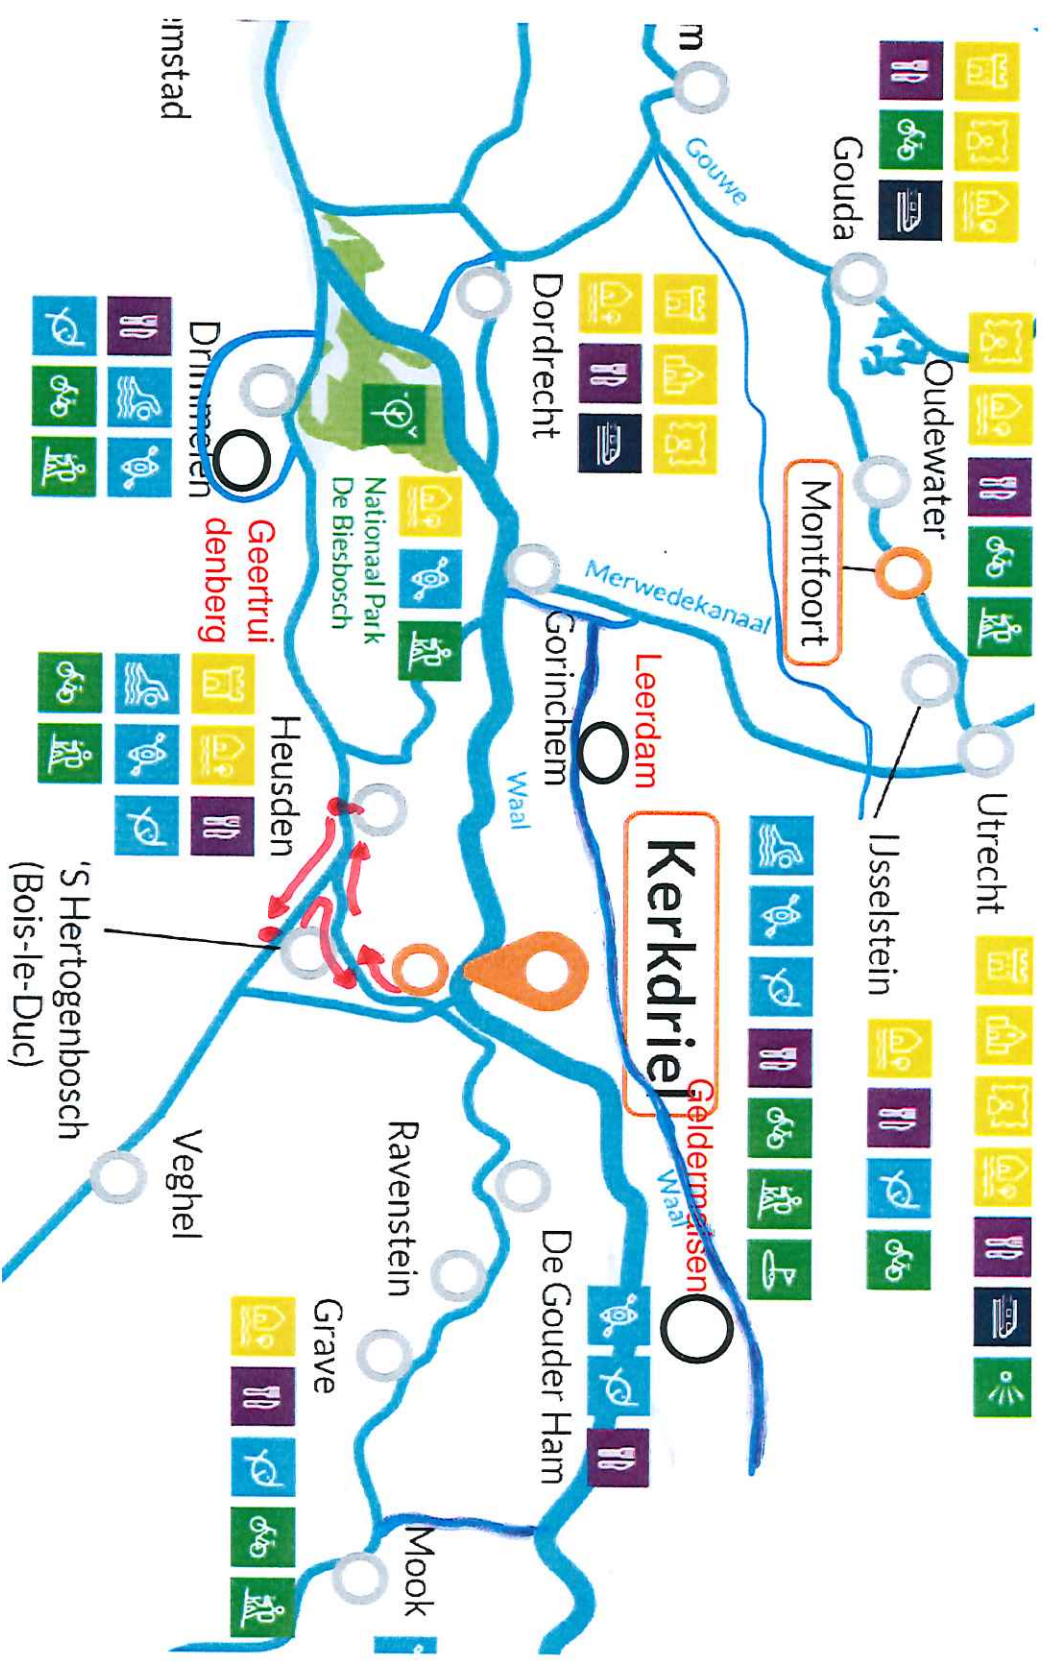 m
Gouwe
Gouda
Oudewater
Montfoort
Utrecht
IJsselstein
Dordrecht
Merwedekanaal
Leerdam
Gorinchem
Kerkdriel
Geldermalsen
Waal
Waal
Nationaal Park
De Biesbosch
mstad
Drimmelen
Geertrui
denberg
Heusden
'S Hertogenbosch
(Bois-le-Duc)
Veghel
Ravenstein
De Gouder Ham
Grave
Mook